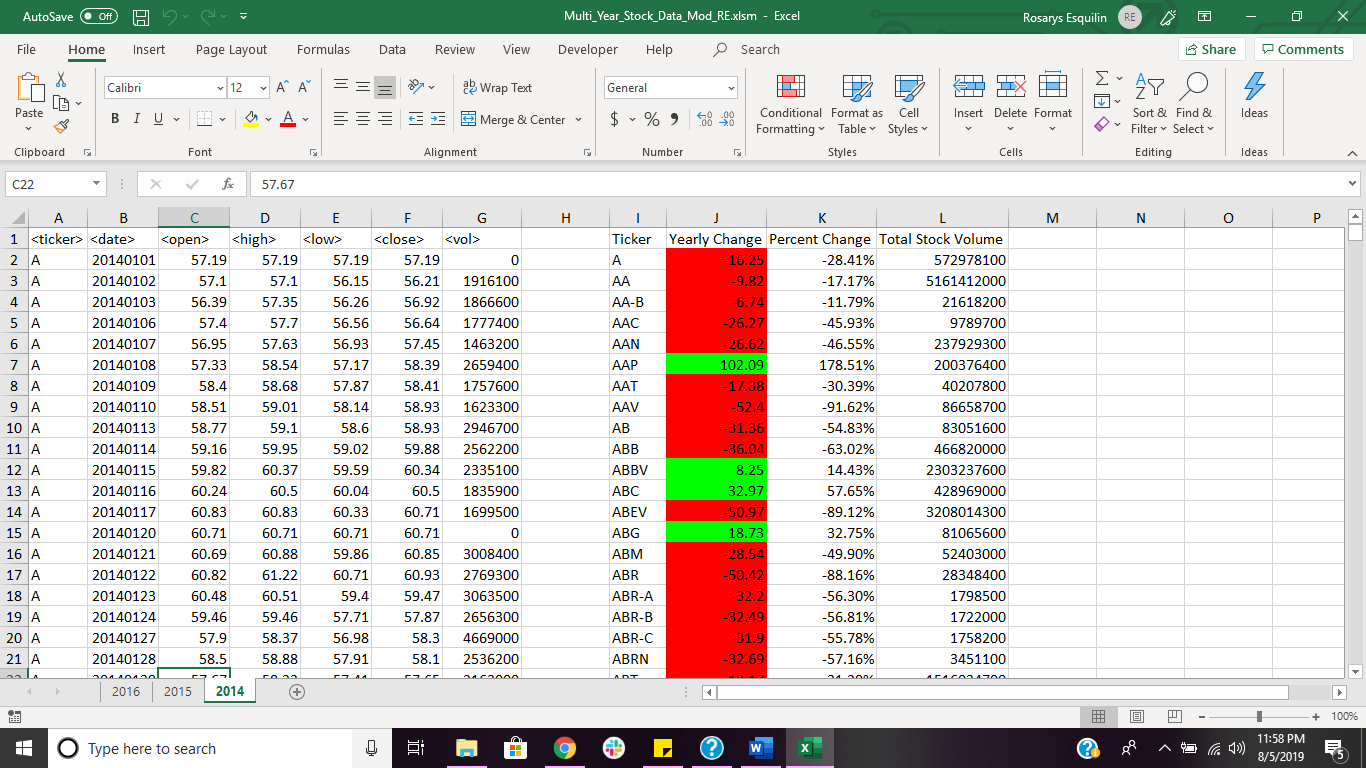 AutoSave Off Multi_Year_Stock_Data_Mod_RE.xlsm - Excel Rosarys Esquilin RE
File Home Insert Page Layout Formulas Data Review View Developer Help Search Share Comments
Paste Calibri 12 A A ab Wrap Text General Conditional Format as Cell Insert Delete Format Sort & Find & Ideas
B I U A Merge & Center $ % Formatting Table Styles Filter Select
Clipboard Font Alignment Number Styles Cells Editing Ideas
C22 fx 57.67
A B C D E F G H I J K L M N O P
1 <ticker> <date> <open> <high> <low> <close> <vol> Ticker Yearly Change Percent Change Total Stock Volume
2 A 20140101 57.19 57.19 57.19 57.19 0 A -16.25 -28.41% 572978100
3 A 20140102 57.1 57.1 56.15 56.21 1916100 AA -9.82 -17.17% 5161412000
4 A 20140103 56.39 57.35 56.26 56.92 1866600 AA-B -6.74 -11.79% 21618200
5 A 20140106 57.4 57.7 56.56 56.64 1777400 AAC -26.27 -45.93% 9789700
6 A 20140107 56.95 57.63 56.93 57.45 1463200 AAN -26.62 -46.55% 237929300
7 A 20140108 57.33 58.54 57.17 58.39 2659400 AAP 102.09 178.51% 200376400
8 A 20140109 58.4 58.68 57.87 58.41 1757600 AAT -17.38 -30.39% 40207800
9 A 20140110 58.51 59.01 58.14 58.93 1623300 AAV -52.4 -91.62% 86658700
10 A 20140113 58.77 59.1 58.6 58.93 2946700 AB -31.36 -54.83% 83051600
11 A 20140114 59.16 59.95 59.02 59.88 2562200 ABB -36.04 -63.02% 466820000
12 A 20140115 59.82 60.37 59.59 60.34 2335100 ABBV 8.25 14.43% 2303237600
13 A 20140116 60.24 60.5 60.04 60.5 1835900 ABC 32.97 57.65% 428969000
14 A 20140117 60.83 60.83 60.33 60.71 1699500 ABEV -50.97 -89.12% 3208014300
15 A 20140120 60.71 60.71 60.71 60.71 0 ABG 18.73 32.75% 81065600
16 A 20140121 60.69 60.88 59.86 60.85 3008400 ABM -28.54 -49.90% 52403000
17 A 20140122 60.82 61.22 60.71 60.93 2769300 ABR -50.42 -88.16% 28348400
18 A 20140123 60.48 60.51 59.4 59.47 3063500 ABR-A -32.2 -56.30% 1798500
19 A 20140124 59.46 59.46 57.71 57.87 2656300 ABR-B -32.49 -56.81% 1722000
20 A 20140127 57.9 58.37 56.98 58.3 4669000 ABR-C -31.9 -55.78% 1758200
21 A 20140128 58.5 58.88 57.91 58.1 2536200 ABRN -32.69 -57.16% 3451100
2016 2015 2014
100%
Type here to search 11:58 PM
8/5/2019 5